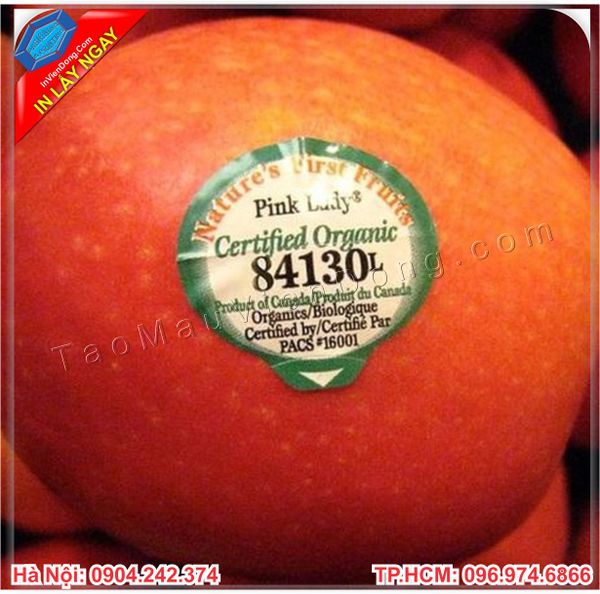 InVienDong.Com
IN LẤY NGAY
Nature's First Fruits
Pink Lady®
Certified Organic
84130L
Product of Canada/Produit du Canada
Organics/Biologique
Certified by/Certifié Par
PACS #16001
TaoMauVienDong.com
Hà Nội: 0904.242.374
TP.HCM: 096.974.6866